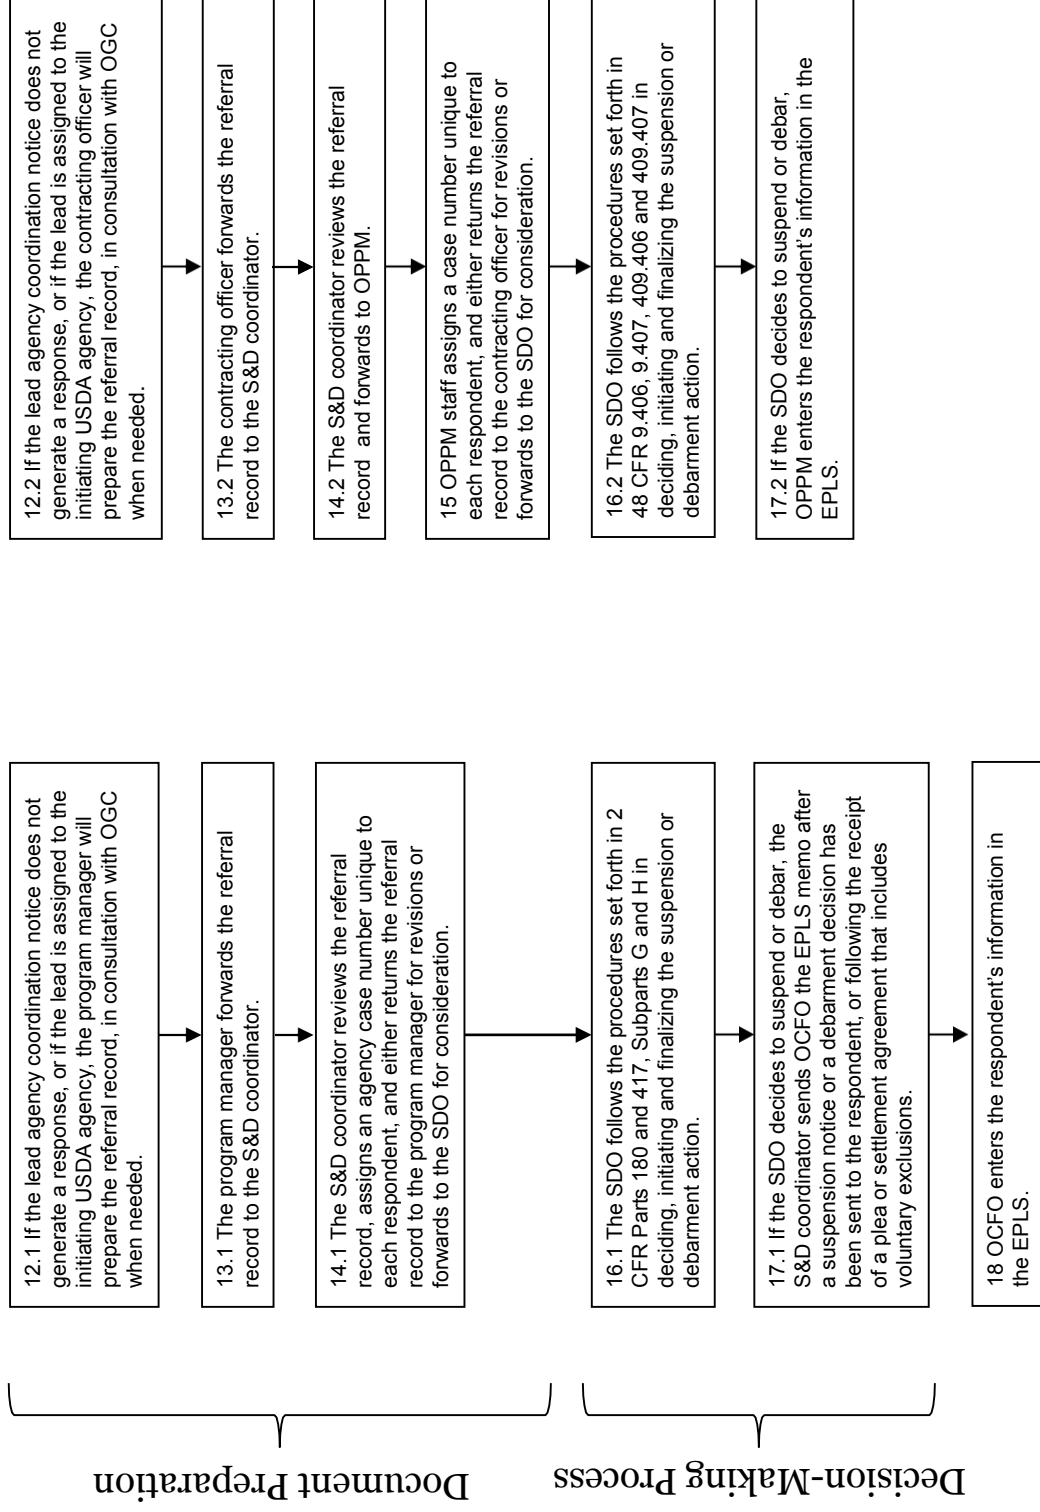 Document Preparation
Decision-Making Process
12.1 If the lead agency coordination notice does not
generate a response, or if the lead is assigned to the
initiating USDA agency, the program manager will
prepare the referral record, in consultation with OGC
when needed.
13.1 The program manager forwards the referral
record to the S&D coordinator.
14.1 The S&D coordinator reviews the referral
record, assigns an agency case number unique to
each respondent, and either returns the referral
record to the program manager for revisions or
forwards to the SDO for consideration.
16.1 The SDO follows the procedures set forth in 2
CFR Parts 180 and 417, Subparts G and H in
deciding, initiating and finalizing the suspension or
debarment action.
17.1 If the SDO decides to suspend or debar, the
S&D coordinator sends OCFO the EPLS memo after
a suspension notice or a debarment decision has
been sent to the respondent, or following the receipt
of a plea or settlement agreement that includes
voluntary exclusions.
18 OCFO enters the respondent's information in
the EPLS.
12.2 If the lead agency coordination notice does not
generate a response, or if the lead is assigned to the
initiating USDA agency, the contracting officer will
prepare the referral record, in consultation with OGC
when needed.
13.2 The contracting officer forwards the referral
record to the S&D coordinator.
14.2 The S&D coordinator reviews the referral
record and forwards to OPPM.
15 OPPM staff assigns a case number unique to
each respondent, and either returns the referral
record to the contracting officer for revisions or
forwards to the SDO for consideration.
16.2 The SDO follows the procedures set forth in
48 CFR 9.406, 9.407, 409.406 and 409.407 in
deciding, initiating and finalizing the suspension or
debarment action.
17.2 If the SDO decides to suspend or debar,
OPPM enters the respondent's information in the
EPLS.